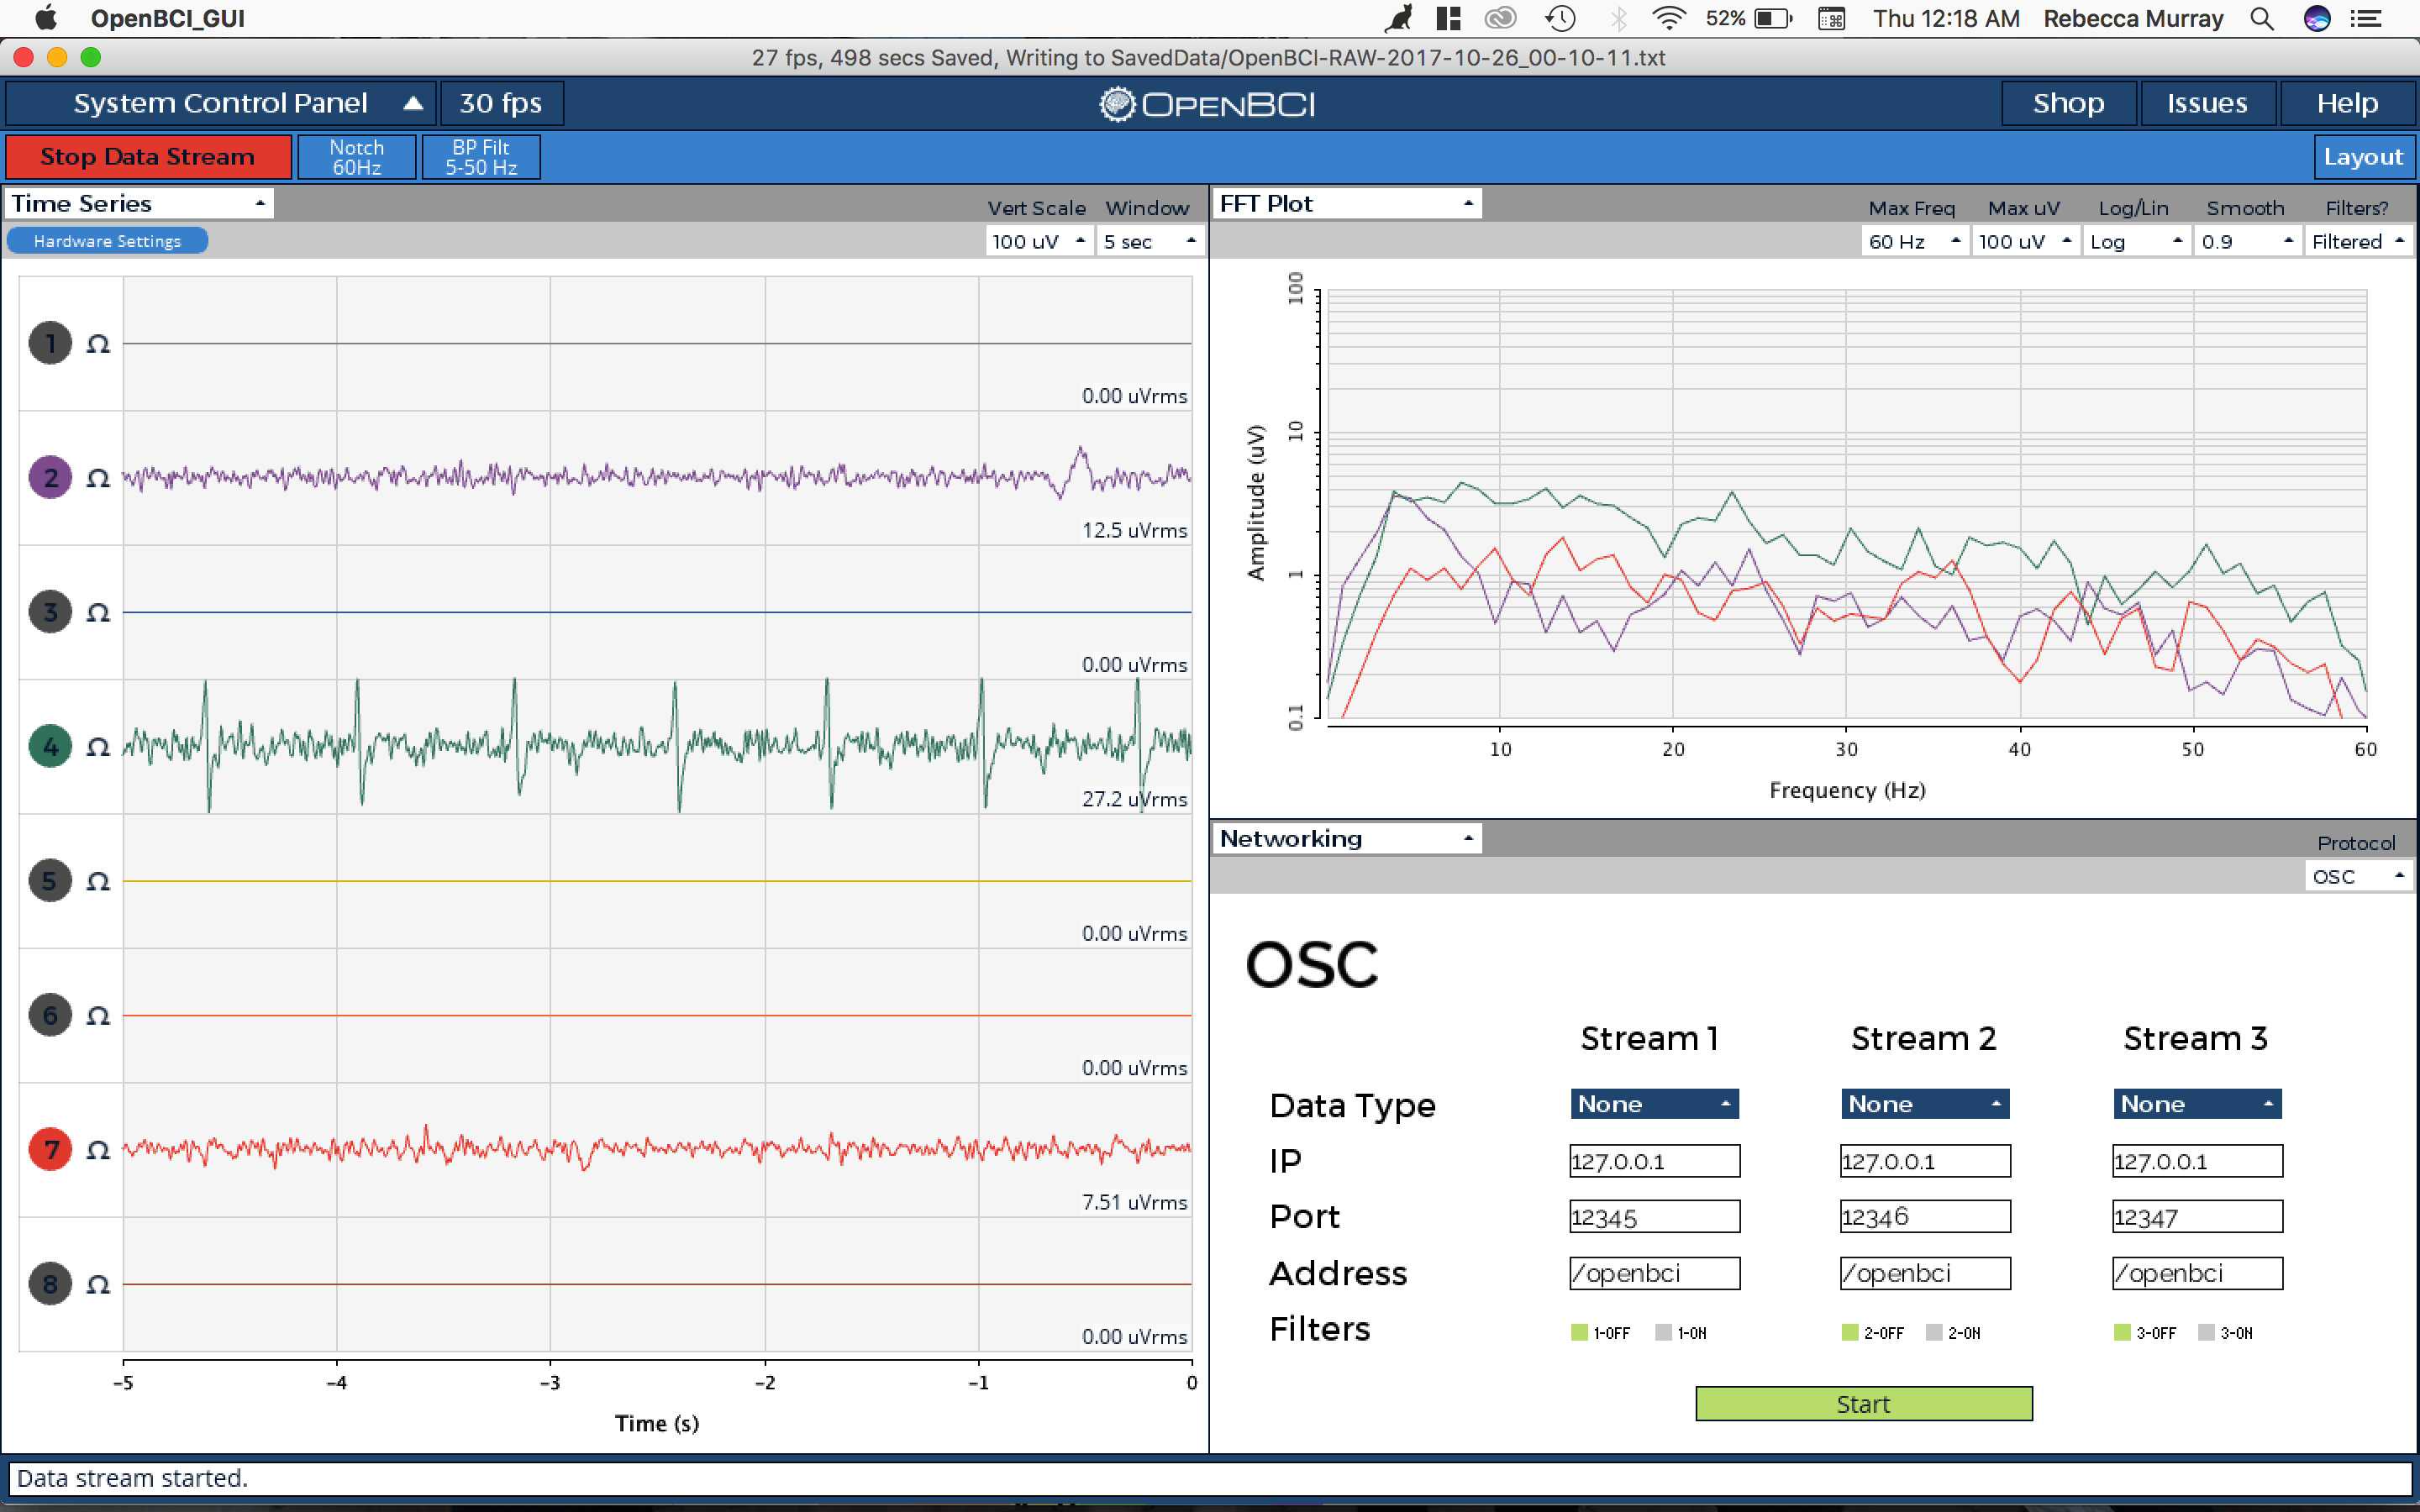 OpenBCI_GUI
52%
Thu 12:18 AM Rebecca Murray
27 fps, 498 secs Saved, Writing to SavedData/OpenBCI-RAW-2017-10-26_00-10-11.txt
System Control Panel
30 fps
OPENBCI
Shop
Issues
Help
Stop Data Stream
Notch
60Hz
BP Filt
5-50 Hz
Layout
Time Series
Vert Scale
Window
Hardware Settings
100 uV
5 sec
1 Ω
0.00 uVrms
2 Ω
12.5 uVrms
3 Ω
0.00 uVrms
4 Ω
27.2 uVrms
5 Ω
0.00 uVrms
6 Ω
0.00 uVrms
7 Ω
7.51 uVrms
8 Ω
0.00 uVrms
-5 -4 -3 -2 -1 0
Time (s)
FFT Plot
Max Freq Max uV Log/Lin Smooth Filters?
60 Hz 100 uV Log 0.9 Filtered
100
10
1
0.1
Amplitude (uV)
10 20 30 40 50 60
Frequency (Hz)
Networking
Protocol
OSC
OSC
Stream 1 Stream 2 Stream 3
Data Type None None None
IP 127.0.0.1 127.0.0.1 127.0.0.1
Port 12345 12346 12347
Address /openbci /openbci /openbci
Filters 1-OFF 1-ON 2-OFF 2-ON 3-OFF 3-ON
Start
Data stream started.